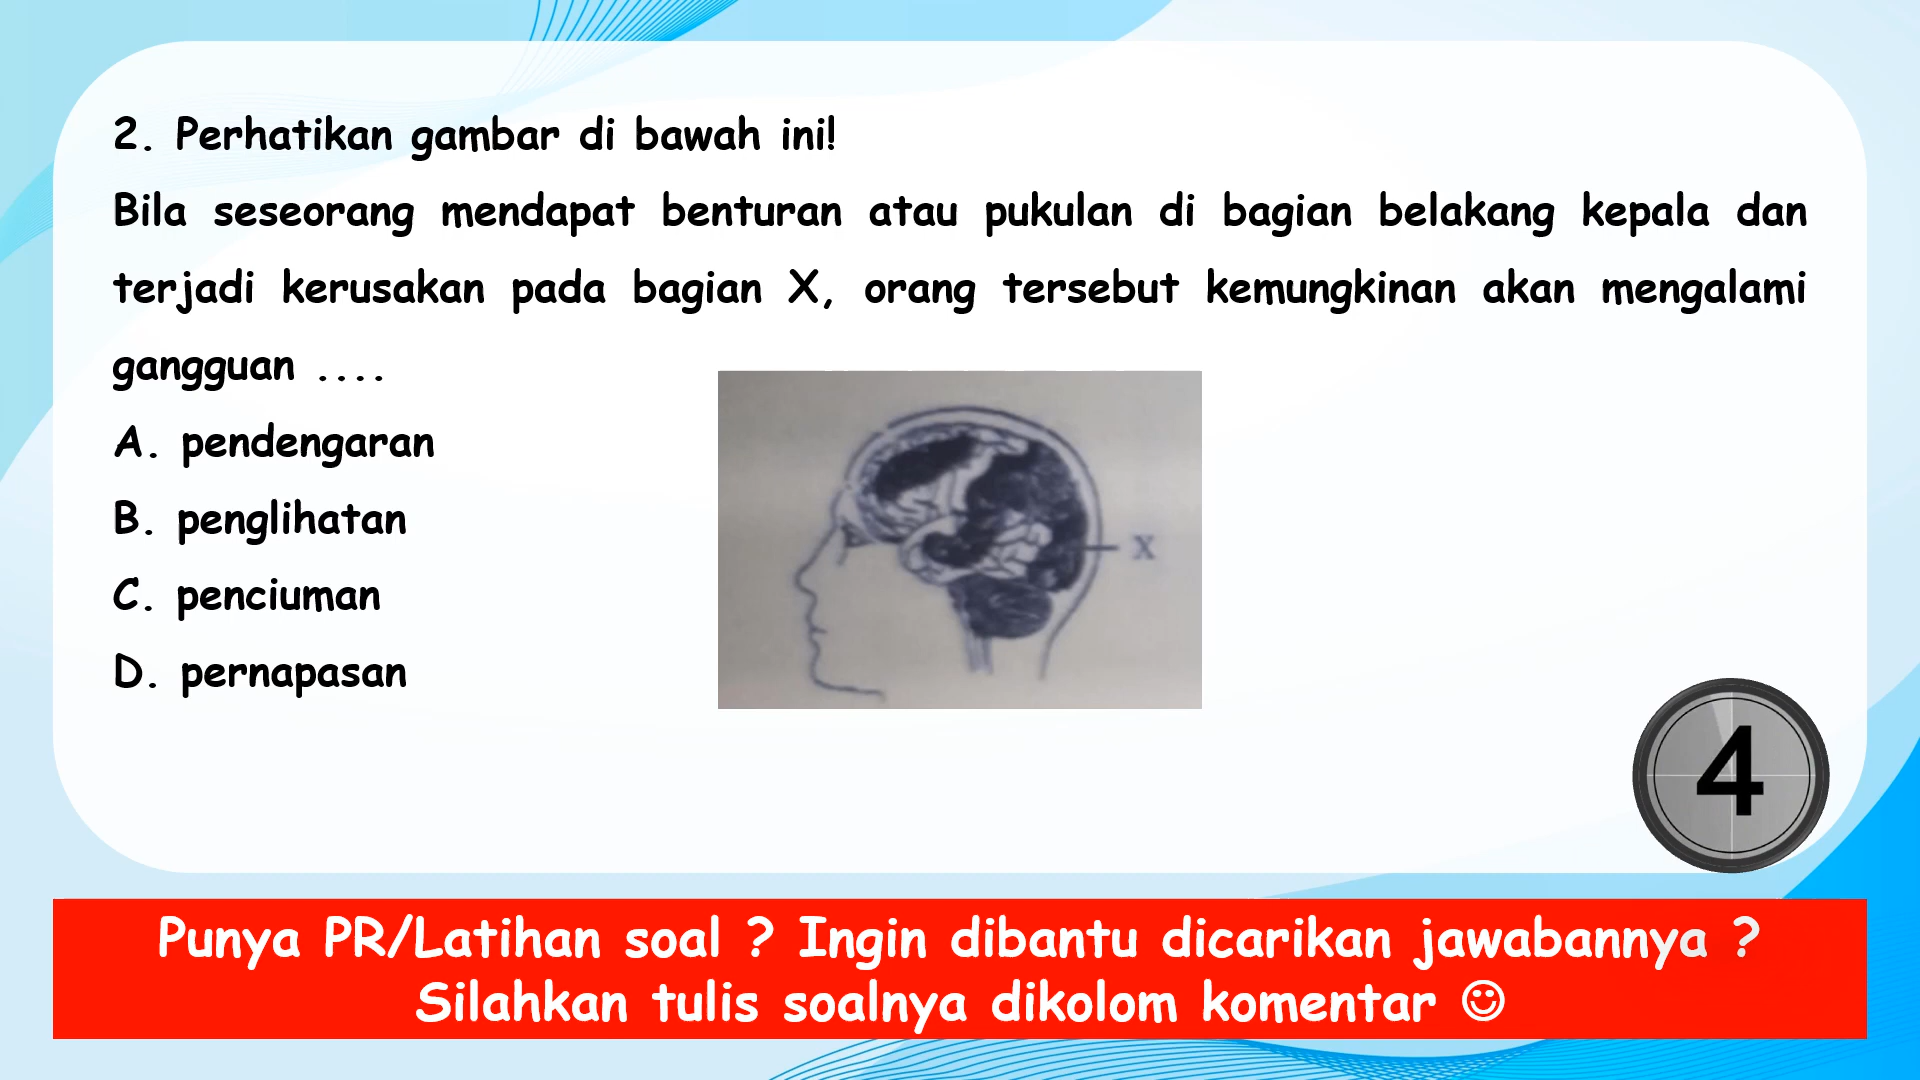 2. Perhatikan gambar di bawah ini!
Bila seseorang mendapat benturan atau pukulan di bagian belakang kepala dan
terjadi kerusakan pada bagian X, orang tersebut kemungkinan akan mengalami
gangguan ....
A. pendengaran
B. penglihatan
C. penciuman
D. pernapasan
X
4
Punya PR/Latihan soal ? Ingin dibantu dicarikan jawabannya ?
Silahkan tulis soalnya dikolom komentar ☺